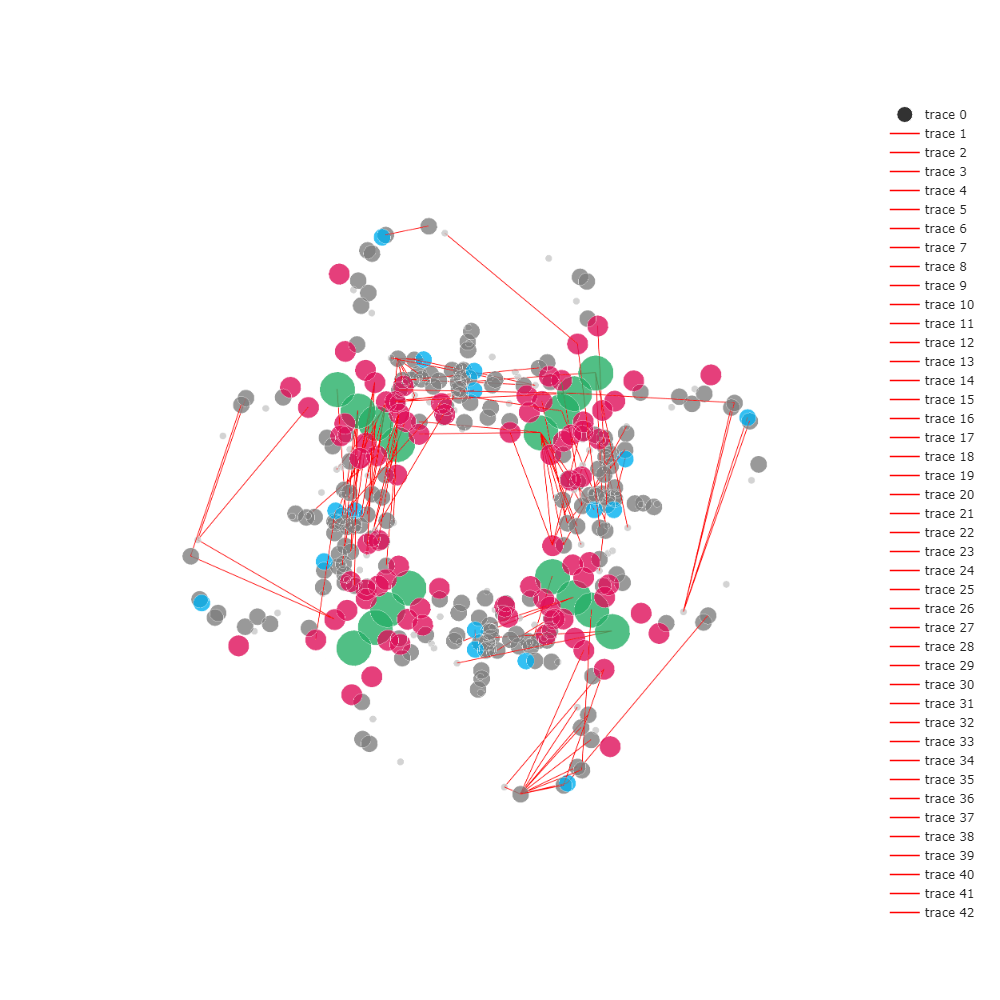 trace 0
trace 1
trace 2
trace 3
trace 4
trace 5
trace 6
trace 7
trace 8
trace 9
trace 10
trace 11
trace 12
trace 13
trace 14
trace 15
trace 16
trace 17
trace 18
trace 19
trace 20
trace 21
trace 22
trace 23
trace 24
trace 25
trace 26
trace 27
trace 28
trace 29
trace 30
trace 31
trace 32
trace 33
trace 34
trace 35
trace 36
trace 37
trace 38
trace 39
trace 40
trace 41
trace 42